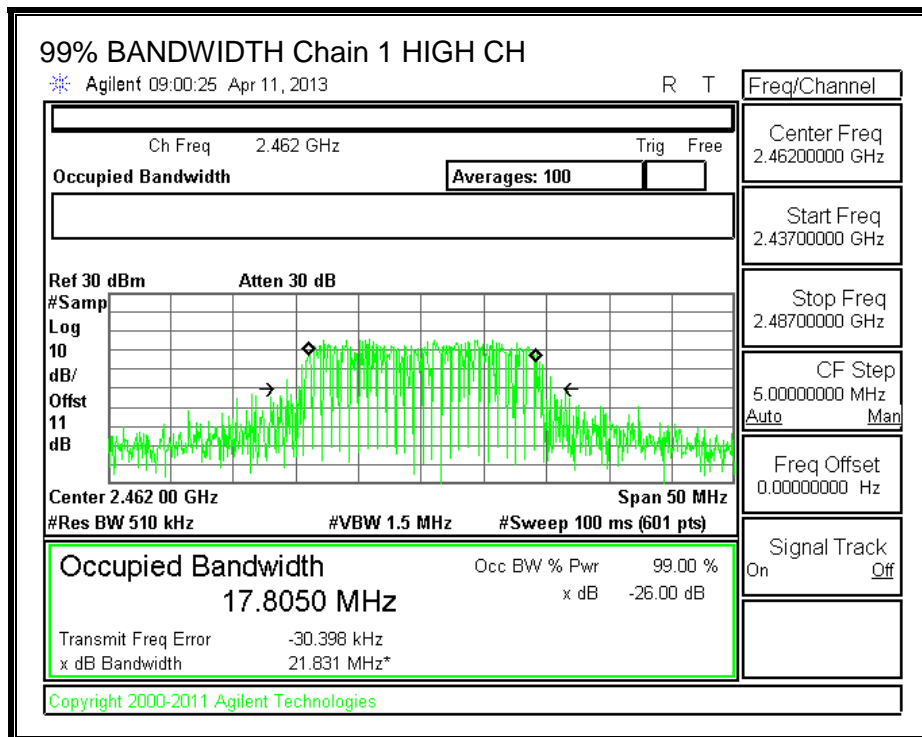 99% BANDWIDTH Chain 1 HIGH CH
Agilent 09:00:25 Apr 11, 2013 R T
Ch Freq 2.462 GHz Trig Free
Occupied Bandwidth Averages: 100
Ref 30 dBm Atten 30 dB
#Samp
Log
10
dB/
Offst
11
dB
Center 2.462 00 GHz Span 50 MHz
#Res BW 510 kHz #VBW 1.5 MHz #Sweep 100 ms (601 pts)
Occupied Bandwidth Occ BW % Pwr 99.00 %
17.8050 MHz x dB -26.00 dB
Transmit Freq Error -30.398 kHz
x dB Bandwidth 21.831 MHz*
Copyright 2000-2011 Agilent Technologies
Freq/Channel
Center Freq
2.46200000 GHz
Start Freq
2.43700000 GHz
Stop Freq
2.48700000 GHz
CF Step
5.00000000 MHz
Auto Man
Freq Offset
0.00000000 Hz
Signal Track
On Off